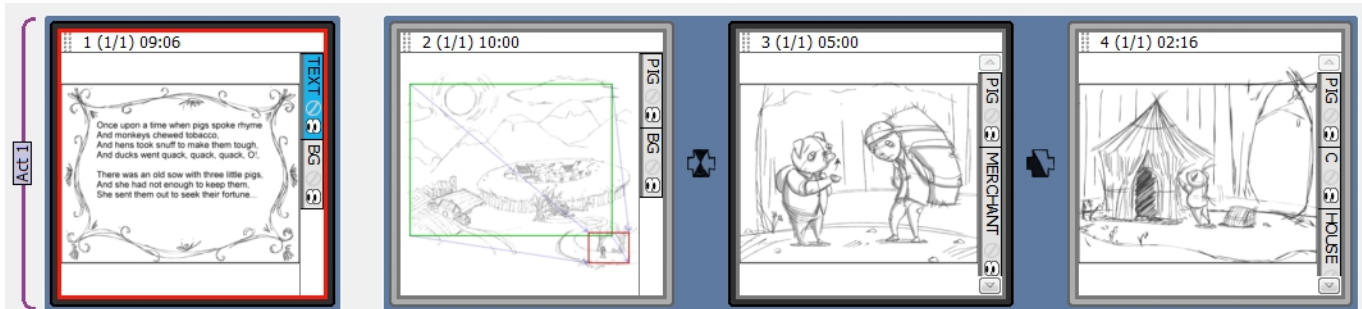 Act 1
1 (1/1) 09:06
TEXT
BG
Once upon a time when pigs spoke rhyme
And monkeys chewed tobacco,
And hens took snuff to make them tough,
And ducks went quack, quack, quack, O!,
There was an old sow with three little pigs,
And she had not enough to keep them,
She sent them out to seek their fortune...
2 (1/1) 10:00
PIG
BG
3 (1/1) 05:00
PIG
MERCHANT
4 (1/1) 02:16
PIG
C
HOUSE